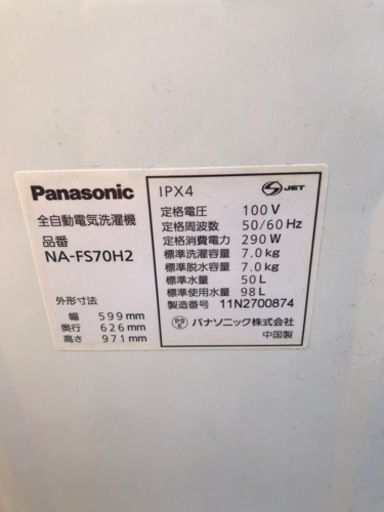 Panasonic
全自動電気洗濯機
品番
NA-FS70H2
外形寸法
幅 599mm
奥行 626mm
高さ 971mm
IPX4
JET
定格電圧 100V
定格周波数 50/60Hz
定格消費電力 290W
標準洗濯容量 7.0kg
標準脱水容量 7.0kg
標準水量 50L
標準使用水量 98L
製造番号 11N2700874
PSE パナソニック株式会社
中国製